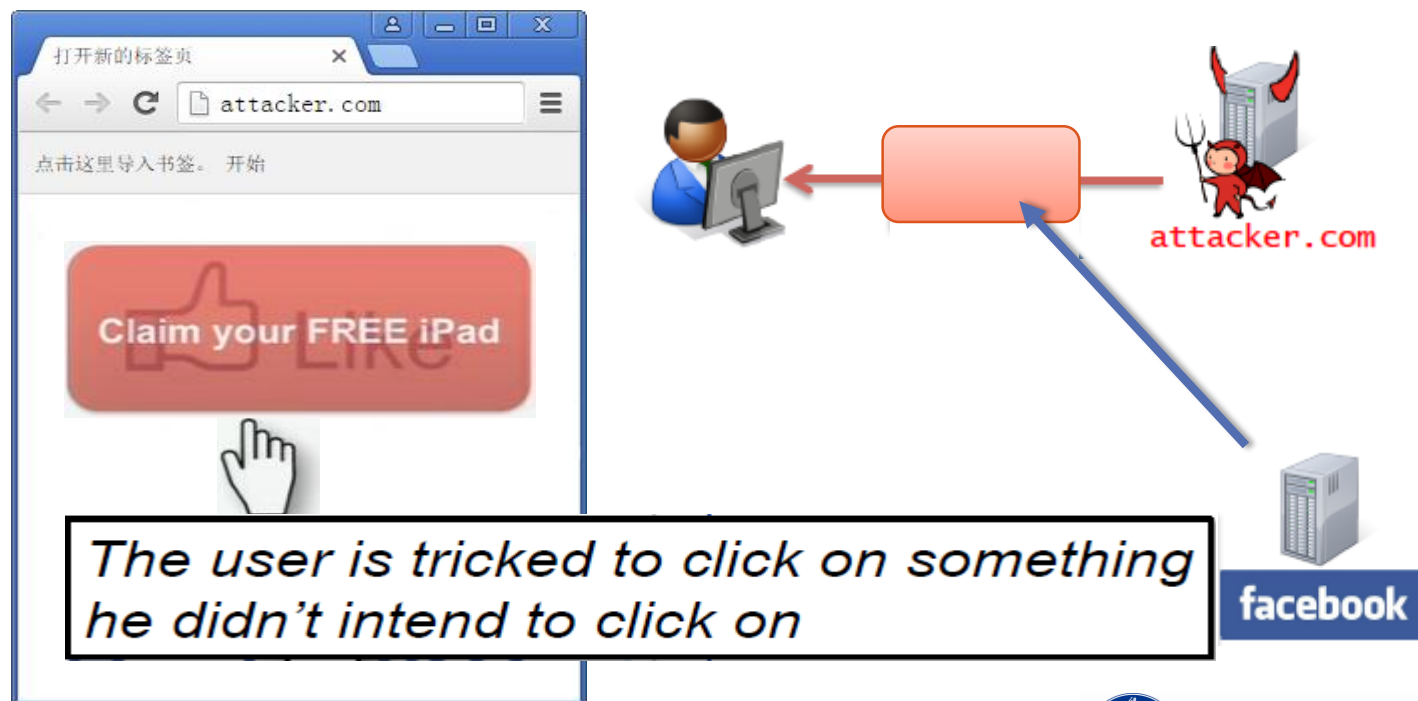 打开新的标签页
attacker.com
点击这里导入书签。 开始
Claim your FREE iPad
Like
attacker.com
The user is tricked to click on something
he didn't intend to click on
facebook